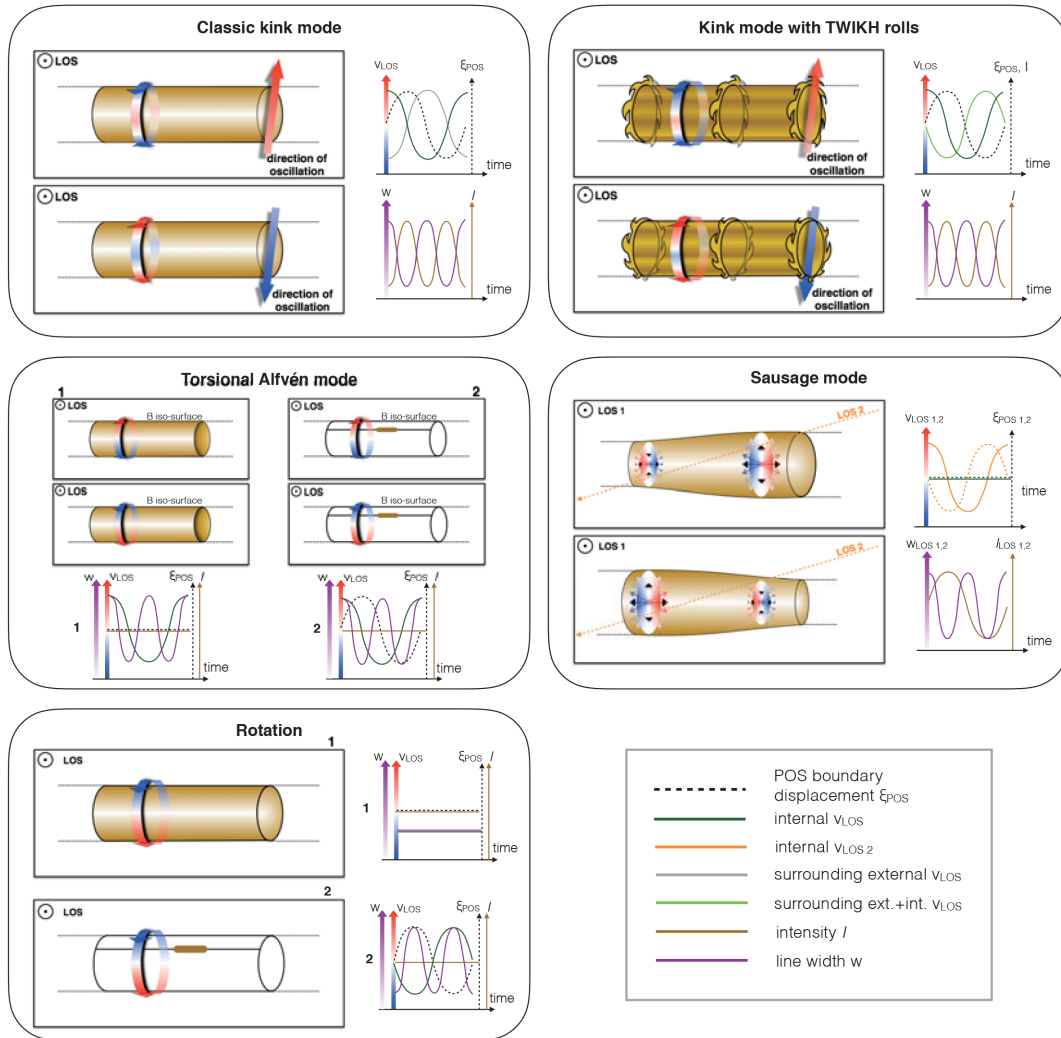 Classic kink mode
LOS
direction of
oscillation
LOS
direction of
oscillation
vLOS
ξPOS
time
w
I
time
Kink mode with TWIKH rolls
LOS
direction of
oscillation
LOS
direction of
oscillation
vLOS
ξPOS, I
time
w
I
time
Torsional Alfvén mode
1
LOS
B iso-surface
LOS
B iso-surface
2
LOS
B iso-surface
LOS
B iso-surface
w
vLOS
ξPOS
I
1
time
w
vLOS
ξPOS
I
2
time
Sausage mode
LOS 1
LOS 2
LOS 1
LOS 2
vLOS 1,2
ξPOS 1,2
time
wLOS 1,2
ILOS 1,2
time
Rotation
1
LOS
2
LOS
w
vLOS
ξPOS
I
1
time
w
vLOS
ξPOS
I
2
time
POS boundary
displacement ξPOS
internal vLOS
internal vLOS 2
surrounding external vLOS
surrounding ext.+int. vLOS
intensity I
line width w